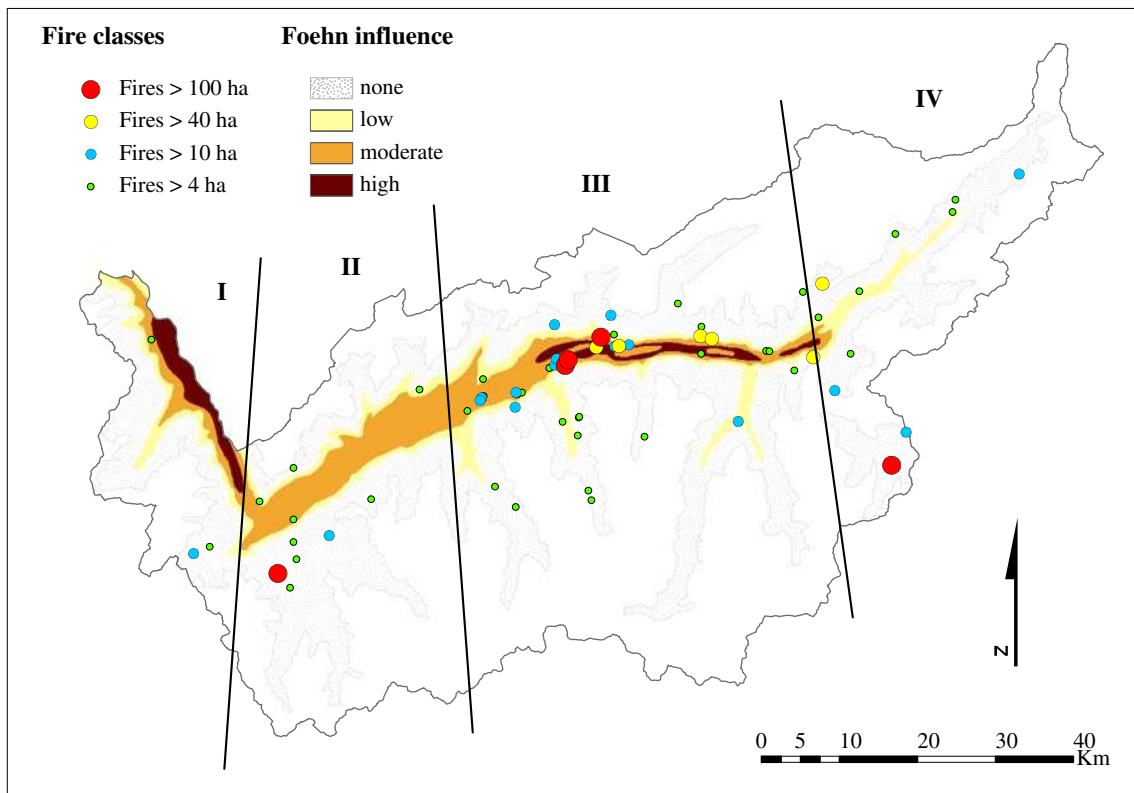 Fire classes
Fires > 100 ha
Fires > 40 ha
Fires > 10 ha
Fires > 4 ha
Foehn influence
none
low
moderate
high
I
II
III
IV
N
0 5 10 20 30 40
Km